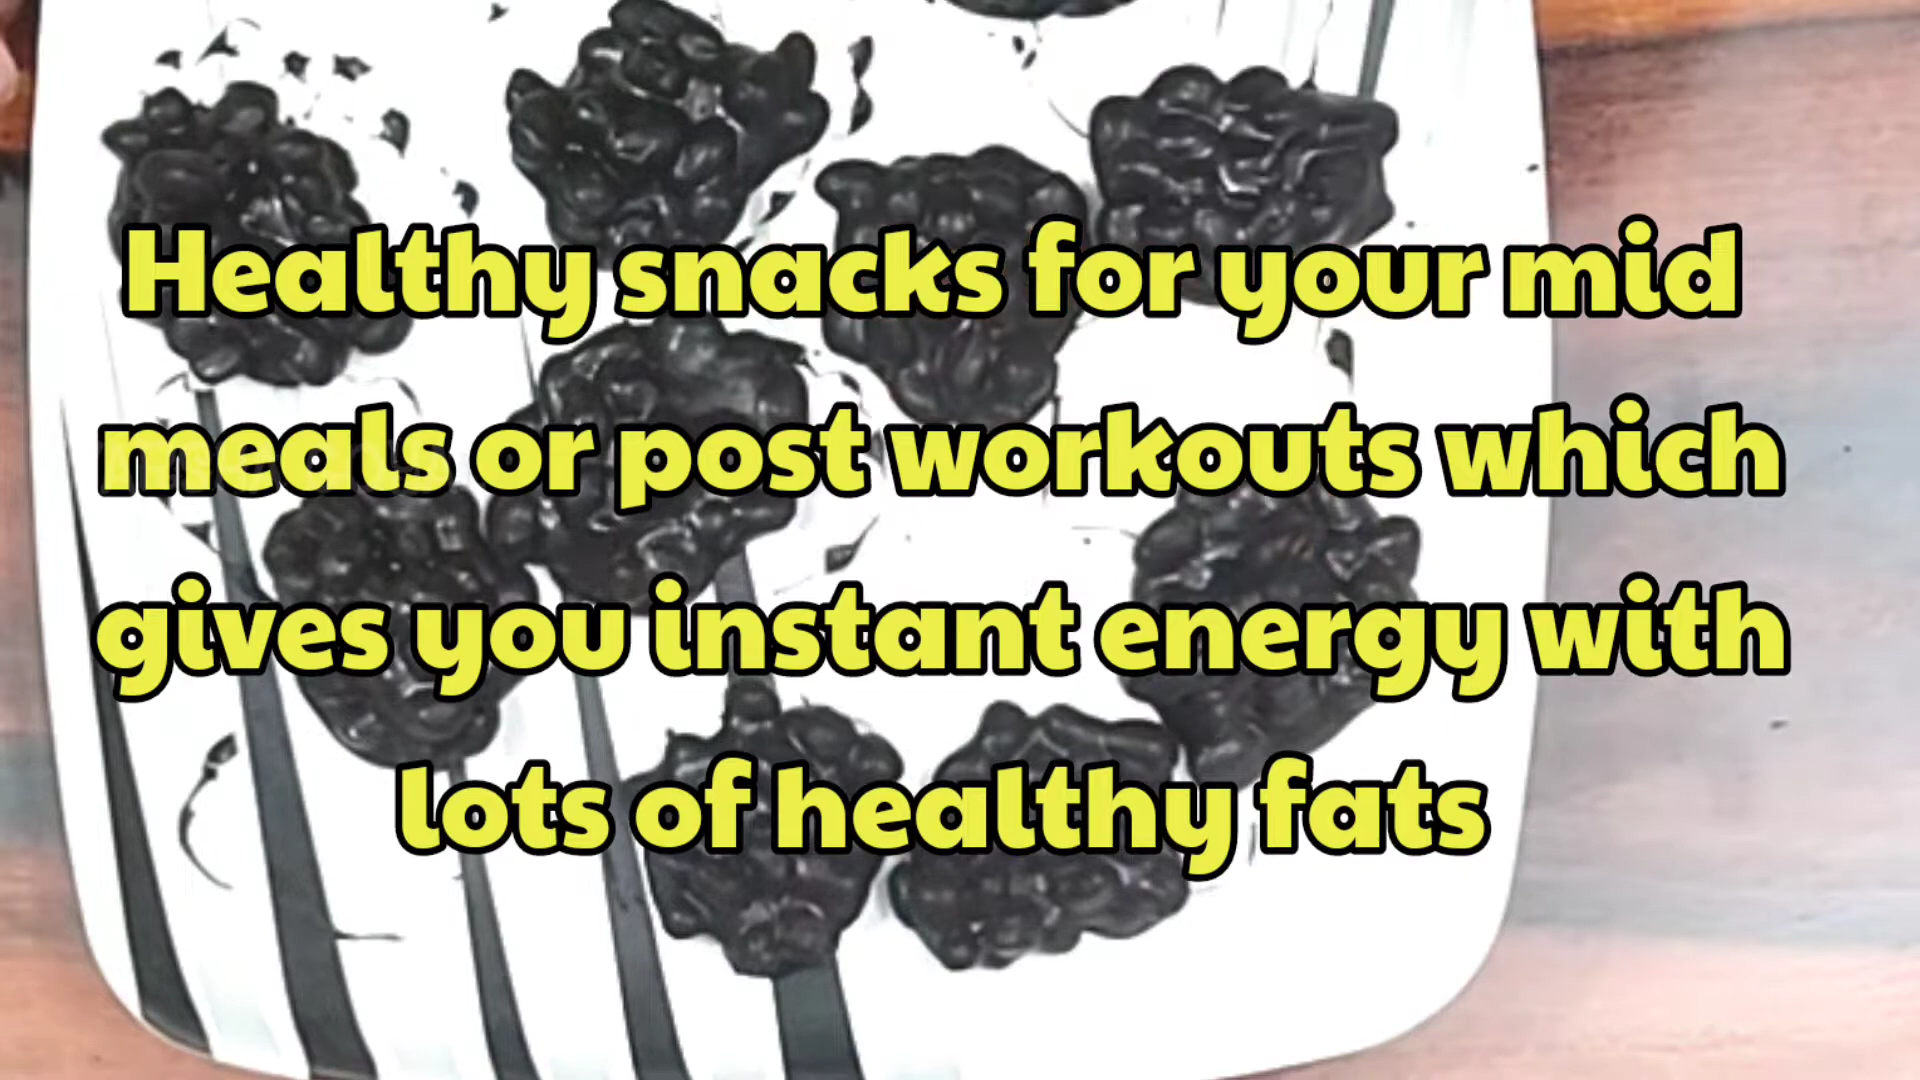 Healthy snacks for your mid
meals or post workouts which
gives you instant energy with
lots of healthy fats